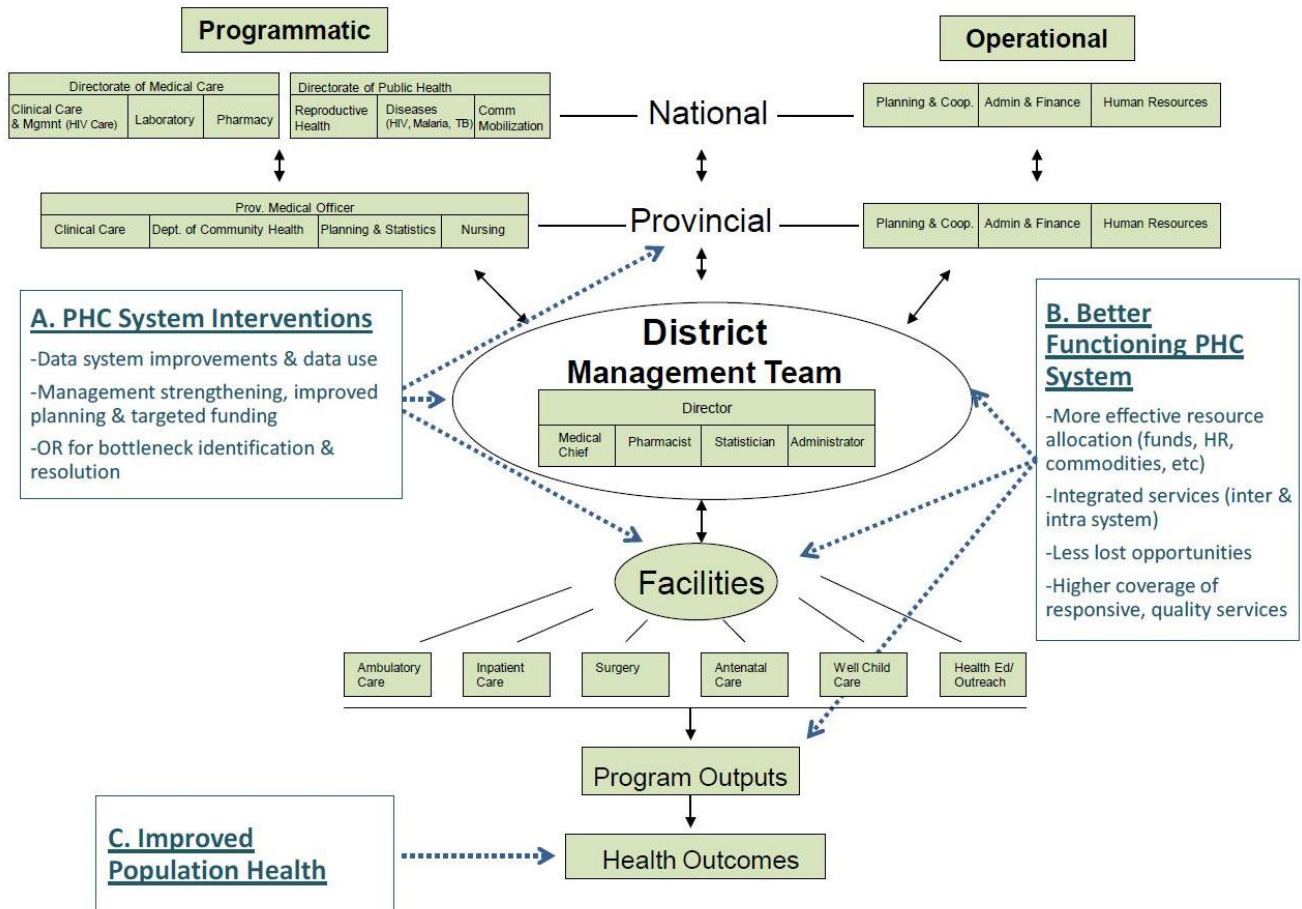 Programmatic
Operational
Directorate of Medical Care
Clinical Care
& Mgmnt (HIV Care)
Laboratory
Pharmacy
Directorate of Public Health
Reproductive
Health
Diseases
(HIV, Malaria, TB)
Comm
Mobilization
National
Planning & Coop.
Admin & Finance
Human Resources
Prov. Medical Officer
Clinical Care
Dept. of Community Health
Planning & Statistics
Nursing
Provincial
Planning & Coop.
Admin & Finance
Human Resources
A. PHC System Interventions
-Data system improvements & data use
-Management strengthening, improved
planning & targeted funding
-OR for bottleneck identification &
resolution
District
Management Team
Director
Medical
Chief
Pharmacist
Statistician
Administrator
B. Better
Functioning PHC
System
-More effective resource
allocation (funds, HR,
commodities, etc)
-Integrated services (inter &
intra system)
-Less lost opportunities
-Higher coverage of
responsive, quality services
Facilities
Ambulatory
Care
Inpatient
Care
Surgery
Antenatal
Care
Well Child
Care
Health Ed/
Outreach
Program Outputs
C. Improved
Population Health
Health Outcomes